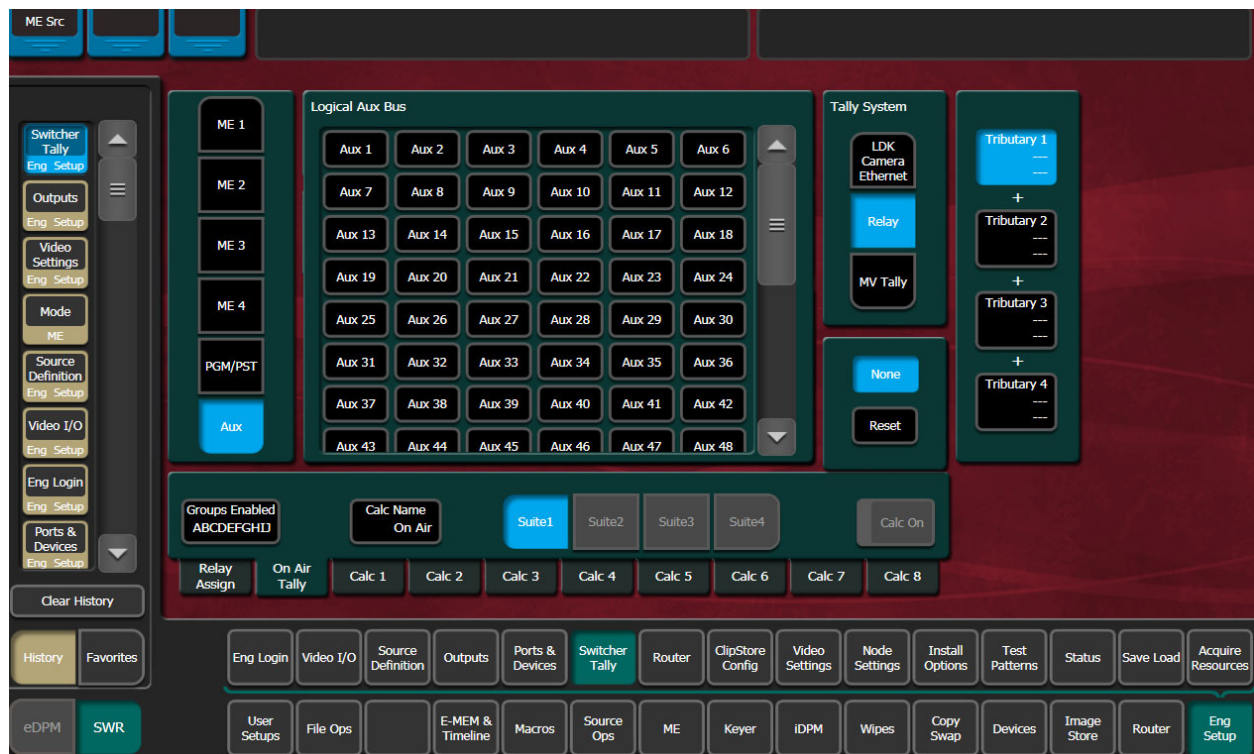 ME Src
Switcher
Tally
Eng Setup
Outputs
Eng Setup
Video
Settings
Eng Setup
Mode
ME
Source
Definition
Eng Setup
Video I/O
Eng Setup
Eng Login
Eng Setup
Ports &
Devices
Eng Setup
Clear History
History
Favorites
eDPM
SWR
ME 1
ME 2
ME 3
ME 4
PGM/PST
Aux
Logical Aux Bus
Aux 1 Aux 2 Aux 3 Aux 4 Aux 5 Aux 6
Aux 7 Aux 8 Aux 9 Aux 10 Aux 11 Aux 12
Aux 13 Aux 14 Aux 15 Aux 16 Aux 17 Aux 18
Aux 19 Aux 20 Aux 21 Aux 22 Aux 23 Aux 24
Aux 25 Aux 26 Aux 27 Aux 28 Aux 29 Aux 30
Aux 31 Aux 32 Aux 33 Aux 34 Aux 35 Aux 36
Aux 37 Aux 38 Aux 39 Aux 40 Aux 41 Aux 42
Aux 43 Aux 44 Aux 45 Aux 46 Aux 47 Aux 48
Tally System
LDK
Camera
Ethernet
Relay
MV Tally
None
Reset
Tributary 1
---
---
+
Tributary 2
---
---
+
Tributary 3
---
---
+
Tributary 4
---
---
Groups Enabled
ABCDEFGHIJ
Calc Name
On Air
Suite1
Suite2
Suite3
Suite4
Calc On
Relay
Assign
On Air
Tally
Calc 1
Calc 2
Calc 3
Calc 4
Calc 5
Calc 6
Calc 7
Calc 8
Eng Login
Video I/O
Source
Definition
Outputs
Ports &
Devices
Switcher
Tally
Router
ClipStore
Config
Video
Settings
Node
Settings
Install
Options
Test
Patterns
Status
Save Load
Acquire
Resources
User
Setups
File Ops
E-MEM &
Timeline
Macros
Source
Ops
ME
Keyer
iDPM
Wipes
Copy
Swap
Devices
Image
Store
Router
Eng
Setup